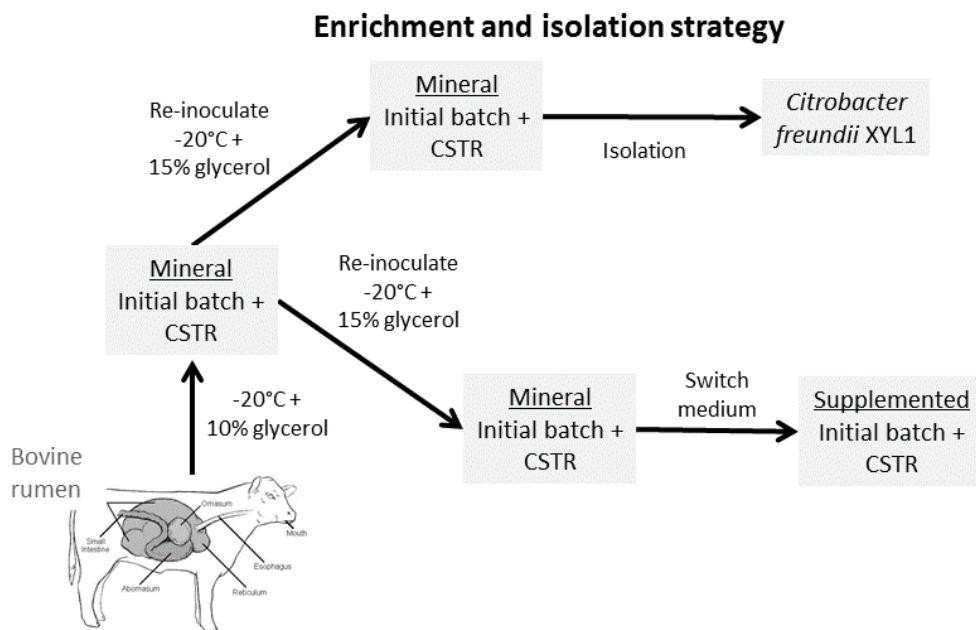 Enrichment and isolation strategy
Mineral
Initial batch +
CSTR
Re-inoculate
-20°C +
15% glycerol
Isolation
Citrobacter
freundii XYL1
Mineral
Initial batch +
CSTR
Re-inoculate
-20°C +
15% glycerol
Mineral
Initial batch +
CSTR
Switch
medium
Supplemented
Initial batch +
CSTR
-20°C +
10% glycerol
Bovine
rumen
Omasum
Mouth
Small
Intestine
Esophagus
Abomasum
Reticulum